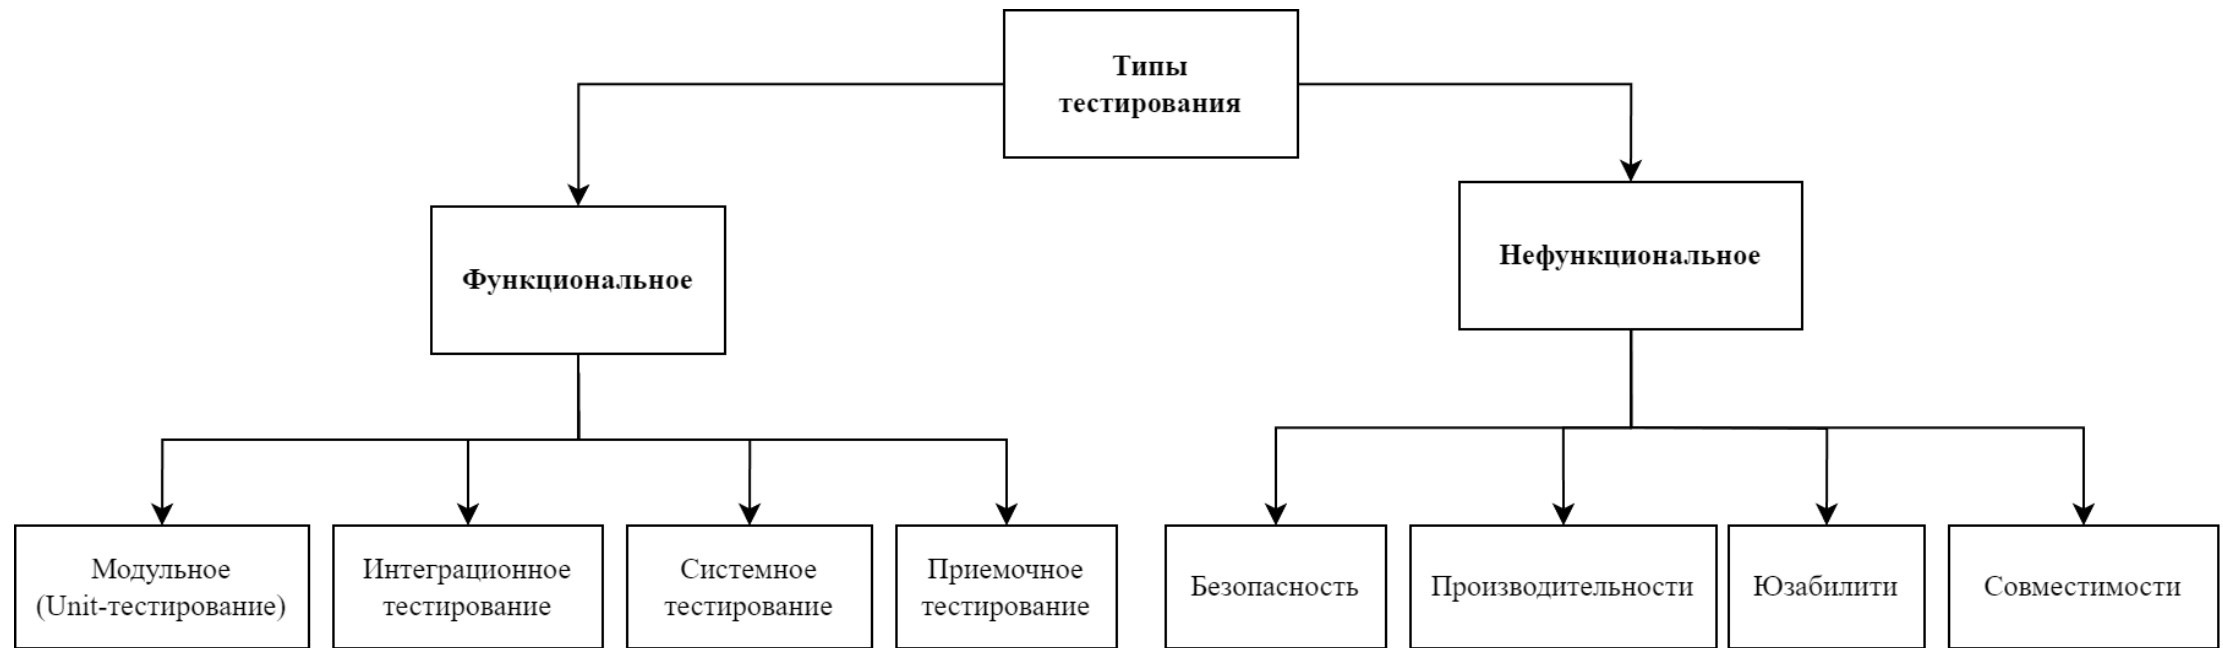 Типы
тестирования
Функциональное
Нефункциональное
Модульное
(Unit-тестирование)
Интеграционное
тестирование
Системное
тестирование
Приемочное
тестирование
Безопасность
Производительности
Юзабилити
Совместимости